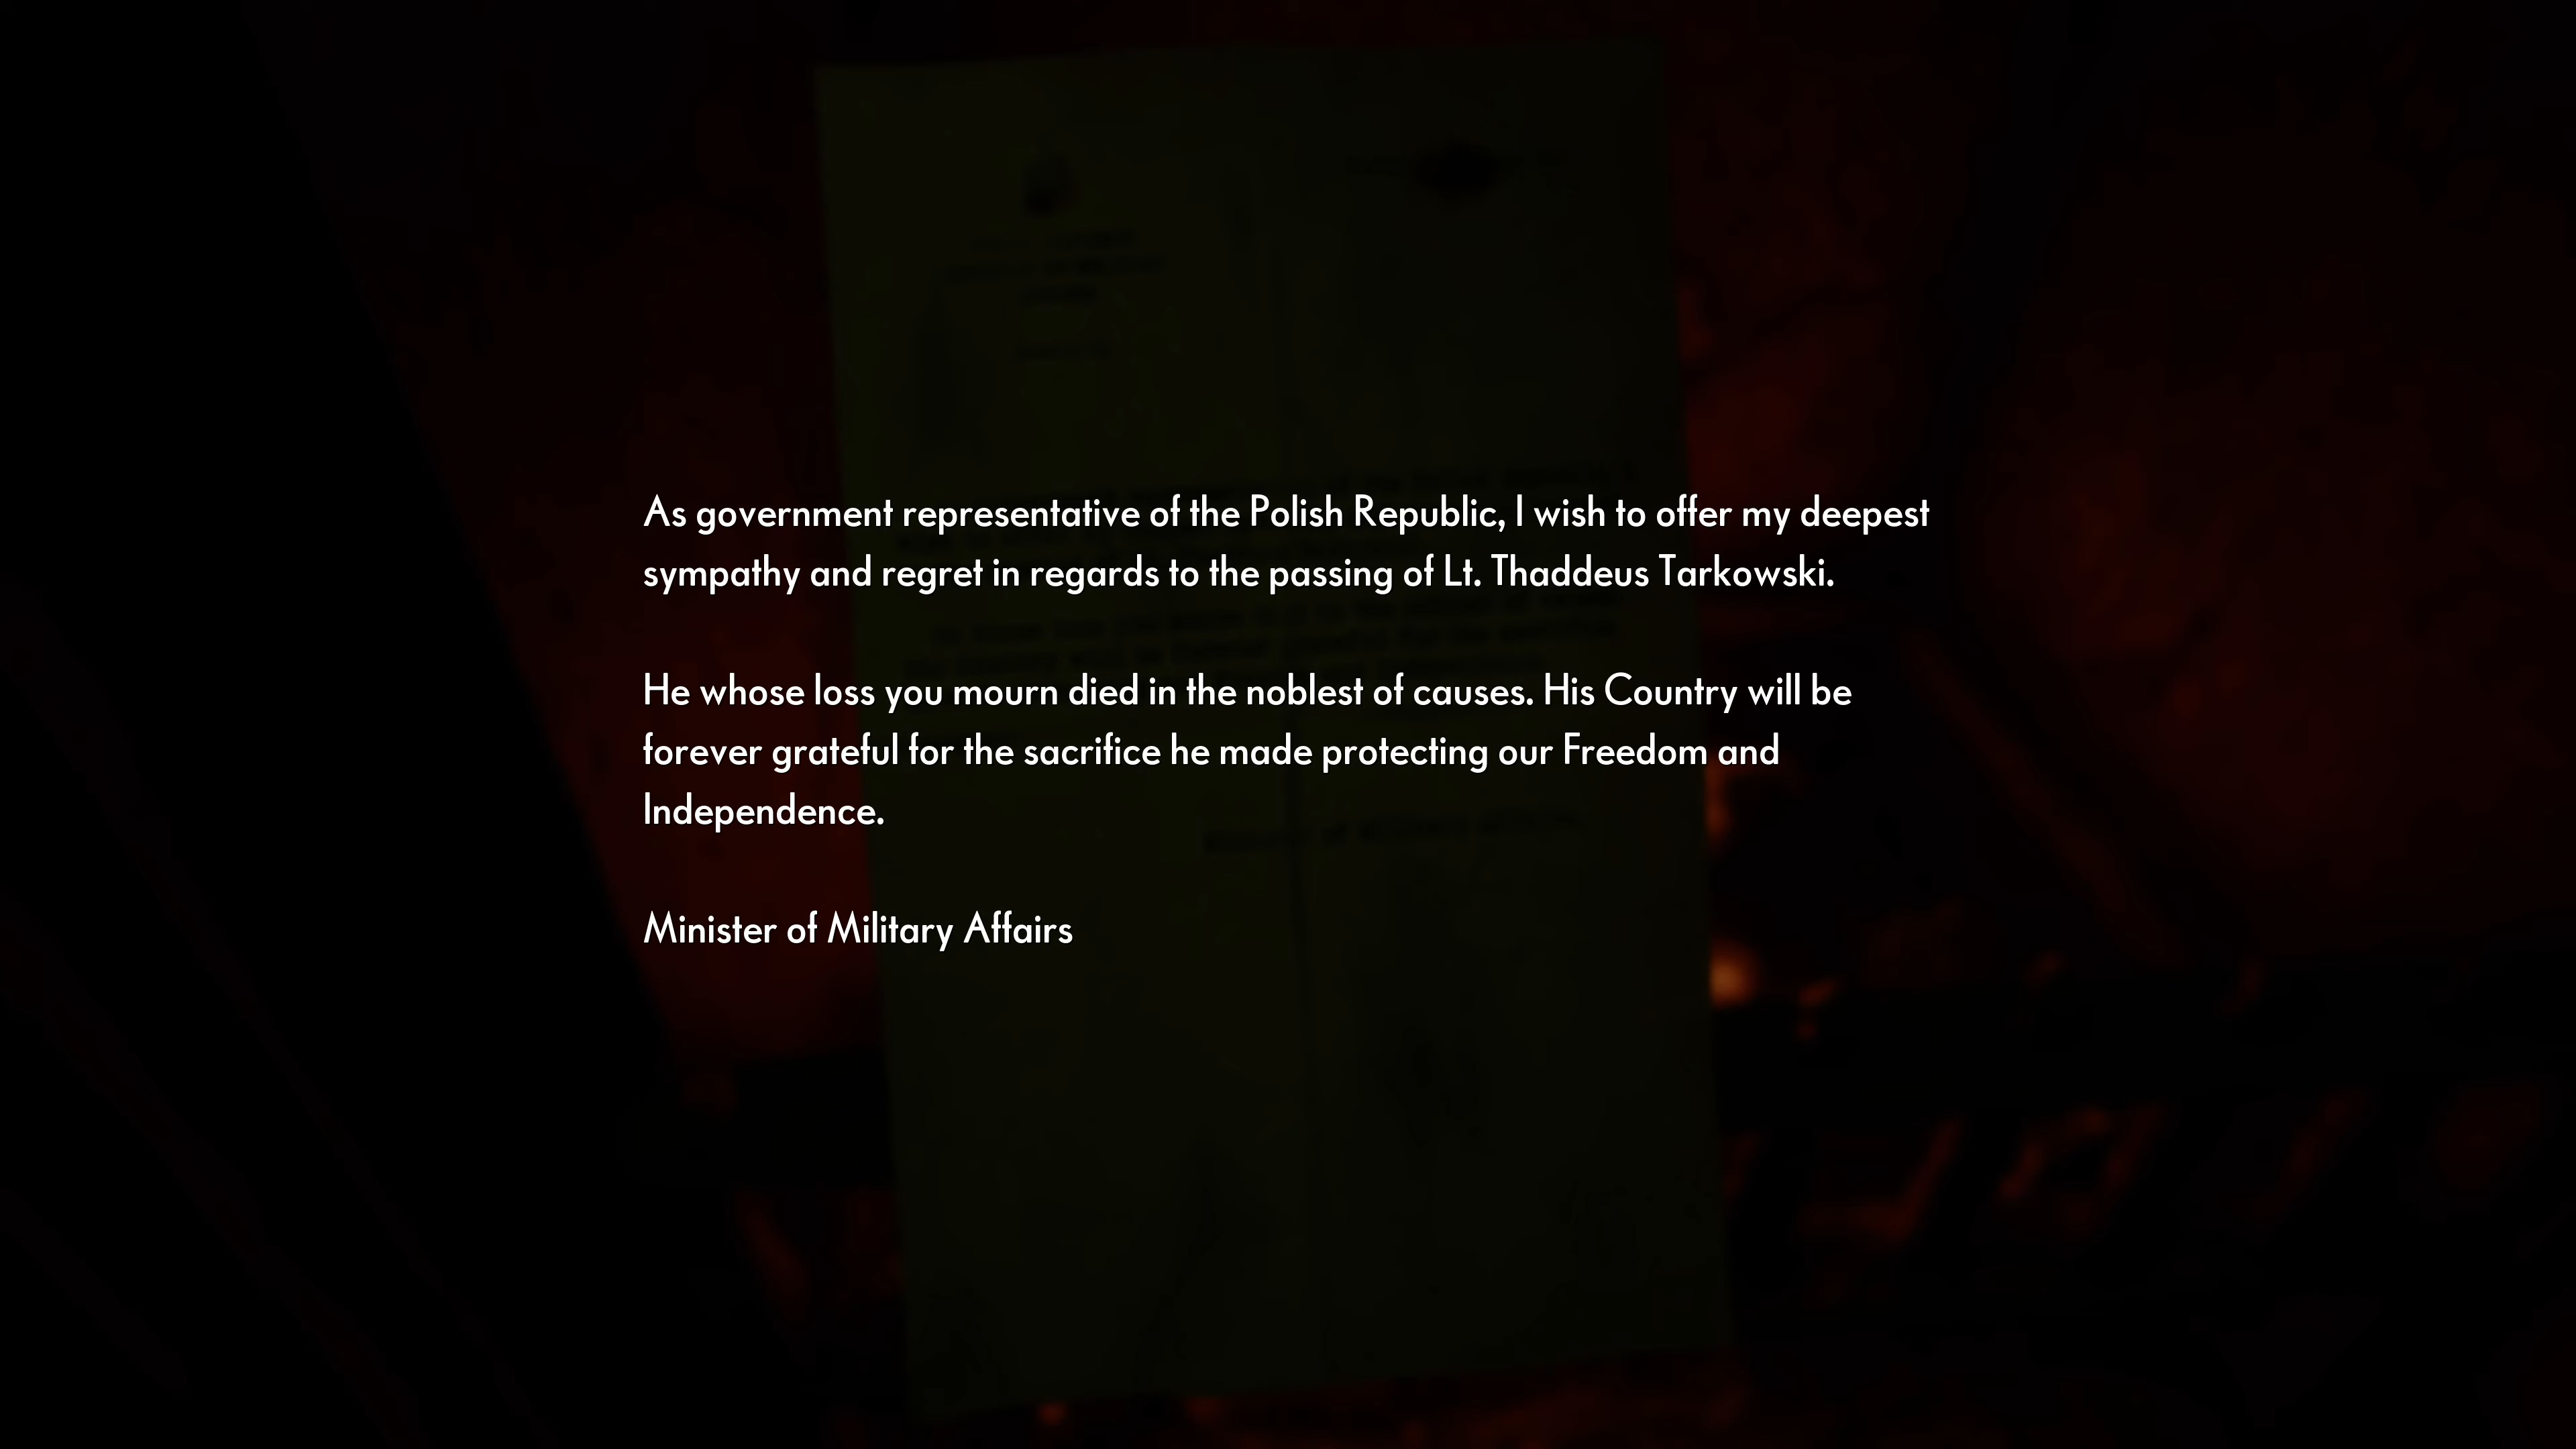 As government representative of the Polish Republic, I wish to offer my deepest
sympathy and regret in regards to the passing of Lt. Thaddeus Tarkowski.
He whose loss you mourn died in the noblest of causes. His Country will be
forever grateful for the sacrifice he made protecting our Freedom and
Independence.
Minister of Military Affairs